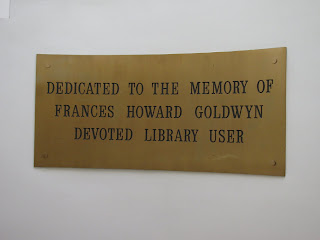 DEDICATED TO THE MEMORY OF
FRANCES HOWARD GOLDWYN
DEVOTED LIBRARY USER